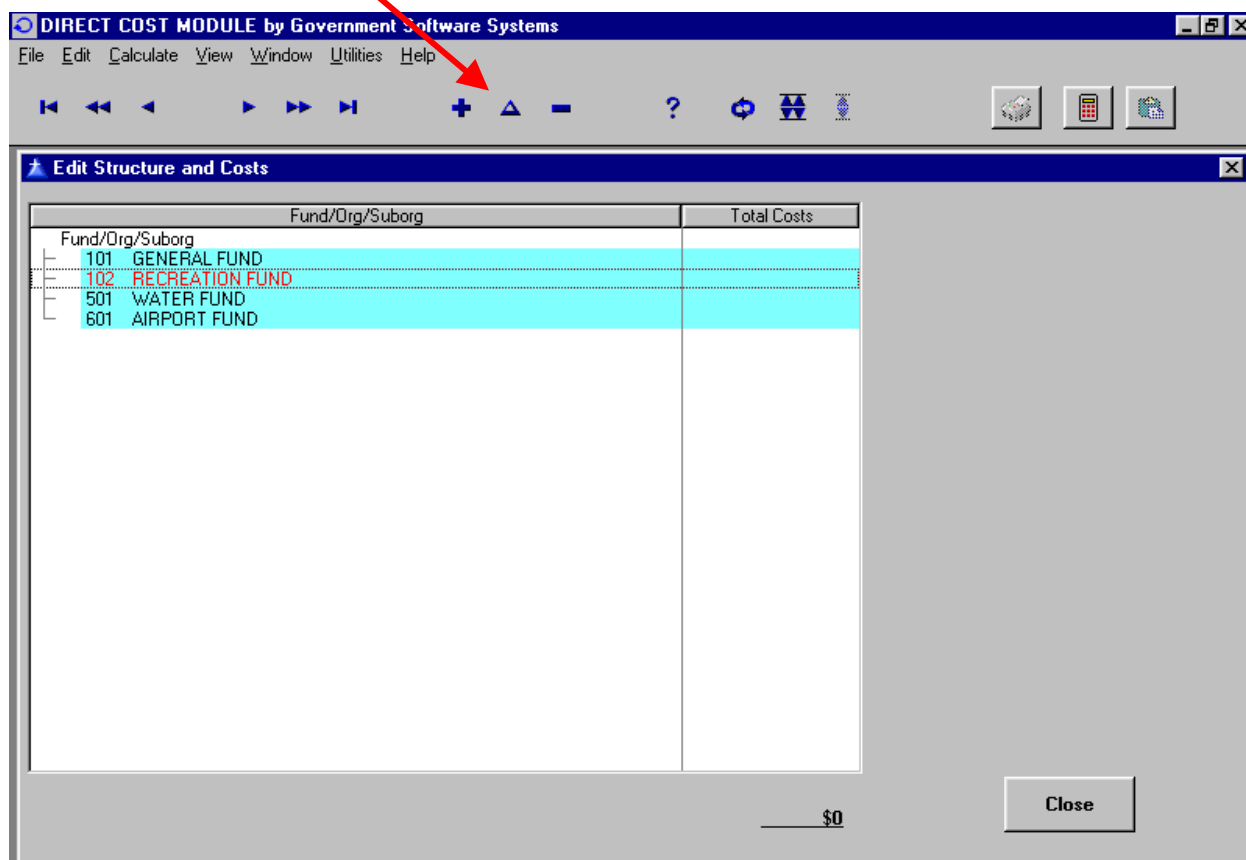 DIRECT COST MODULE by Government Software Systems
File Edit Calculate View Window Utilities Help
?
Edit Structure and Costs
Fund/Org/Suborg Total Costs
Fund/Org/Suborg
101 GENERAL FUND
102 RECREATION FUND
501 WATER FUND
601 AIRPORT FUND
Close
$0